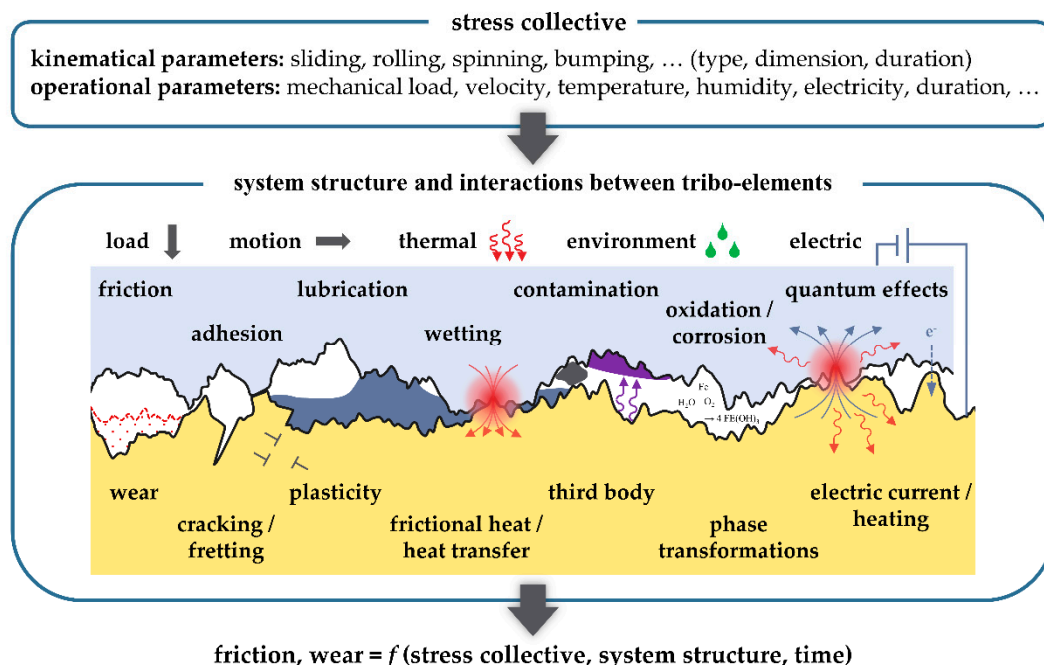 stress collective
kinematical parameters: sliding, rolling, spinning, bumping, … (type, dimension, duration)
operational parameters: mechanical load, velocity, temperature, humidity, electricity, duration, …
system structure and interactions between tribo-elements
load motion thermal environment electric
friction lubrication contamination quantum effects
adhesion wetting oxidation /
corrosion
e⁻
Fe
H₂O O₂
→ 4 FE(OH)₃
wear plasticity third body electric current /
heating
cracking /
fretting
frictional heat /
heat transfer
phase
transformations
friction, wear = f (stress collective, system structure, time)